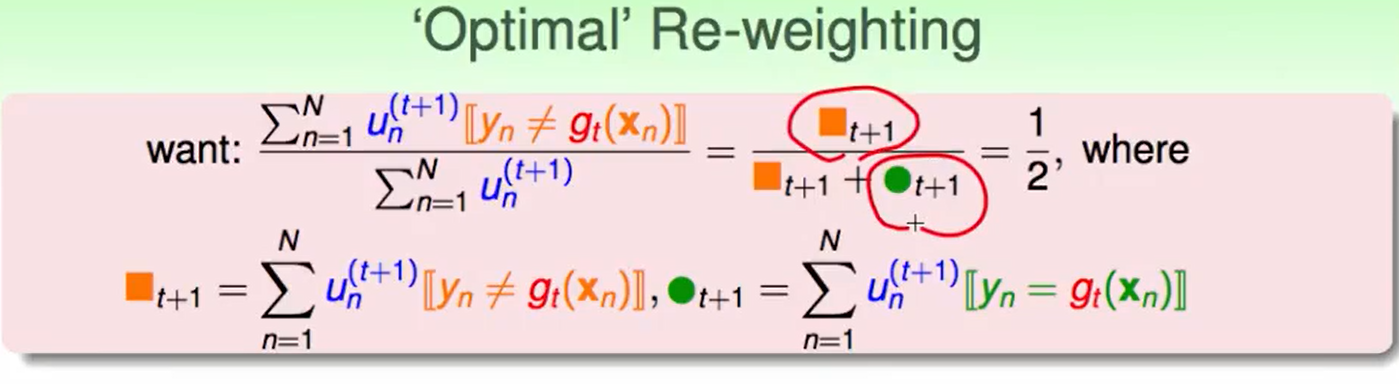 ‘Optimal’ Re-weighting
want: \frac{\sum_{n=1}^{N} u_n^{(t+1)} ⟦y_n ≠ g_t(\mathbf{x}_n)⟧}{\sum_{n=1}^{N} u_n^{(t+1)}} = \frac{■_{t+1}}{■_{t+1} + ●_{t+1}} = \frac{1}{2}, where
■_{t+1} = \sum_{n=1}^{N} u_n^{(t+1)} ⟦y_n ≠ g_t(\mathbf{x}_n)⟧, ●_{t+1} = \sum_{n=1}^{N} u_n^{(t+1)} ⟦y_n = g_t(\mathbf{x}_n)⟧